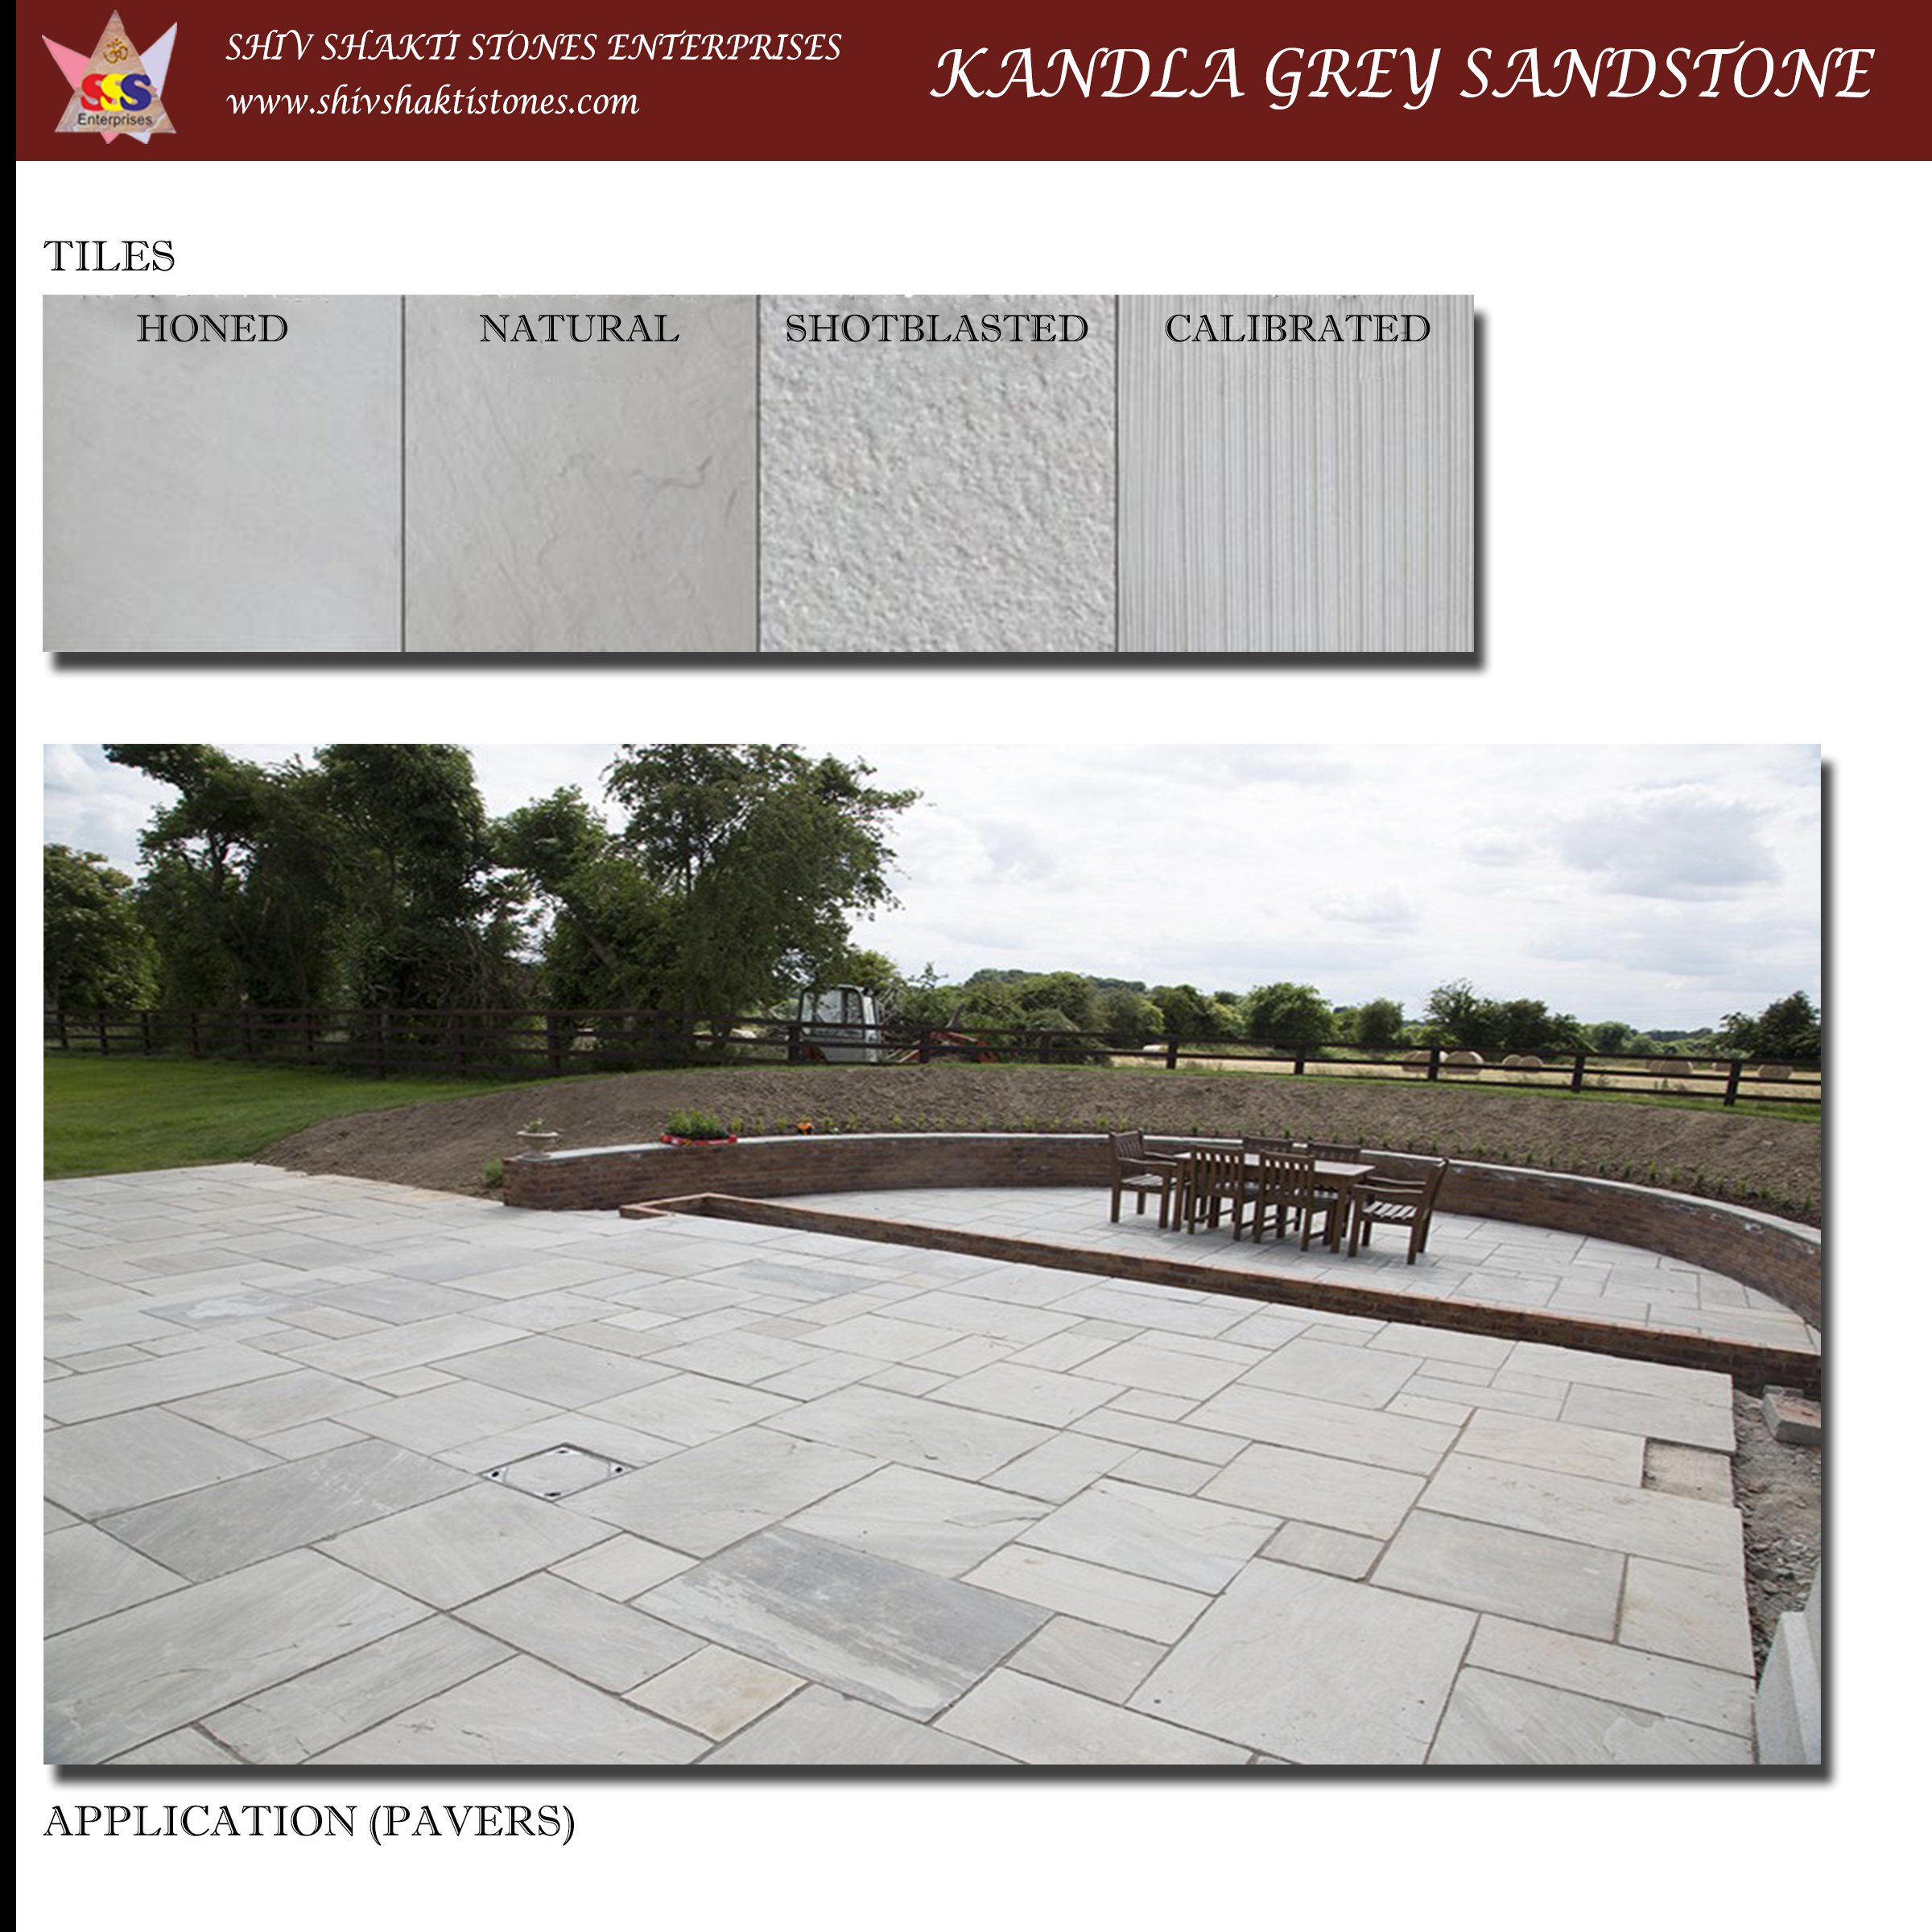 ॐ
SSS
Enterprises
SHIV SHAKTI STONES ENTERPRISES
www.shivshaktistones.com
KANDLA GREY SANDSTONE
TILES
HONED
NATURAL
SHOTBLASTED
CALIBRATED
APPLICATION (PAVERS)